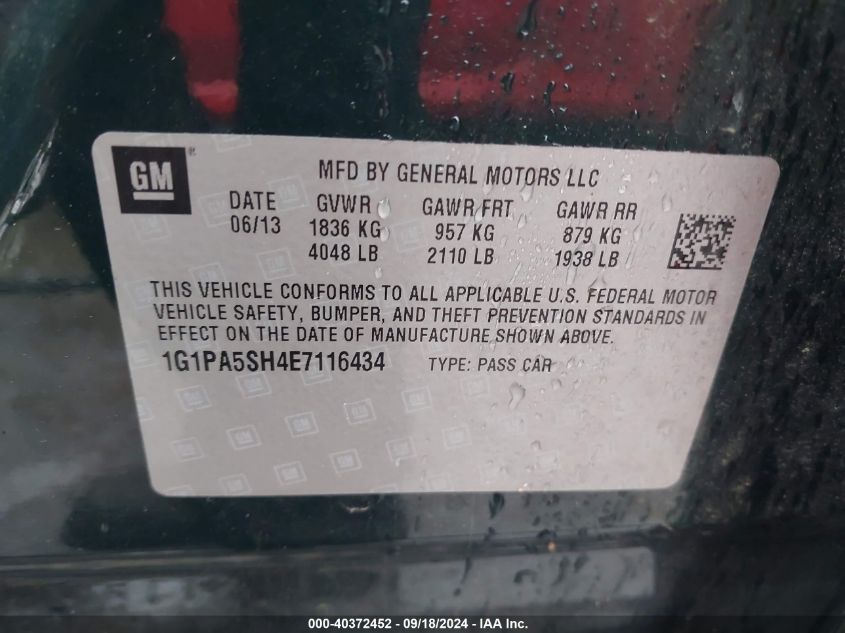 GM ®
MFD BY GENERAL MOTORS LLC
DATE GVWR GAWR FRT GAWR RR
06/13 1836 KG 957 KG 879 KG
4048 LB 2110 LB 1938 LB
THIS VEHICLE CONFORMS TO ALL APPLICABLE U.S. FEDERAL MOTOR
VEHICLE SAFETY, BUMPER, AND THEFT PREVENTION STANDARDS IN
EFFECT ON THE DATE OF MANUFACTURE SHOWN ABOVE.
1G1PA5SH4E7116434 TYPE: PASS CAR
000-40372452 - 09/18/2024 - IAAI Inc.